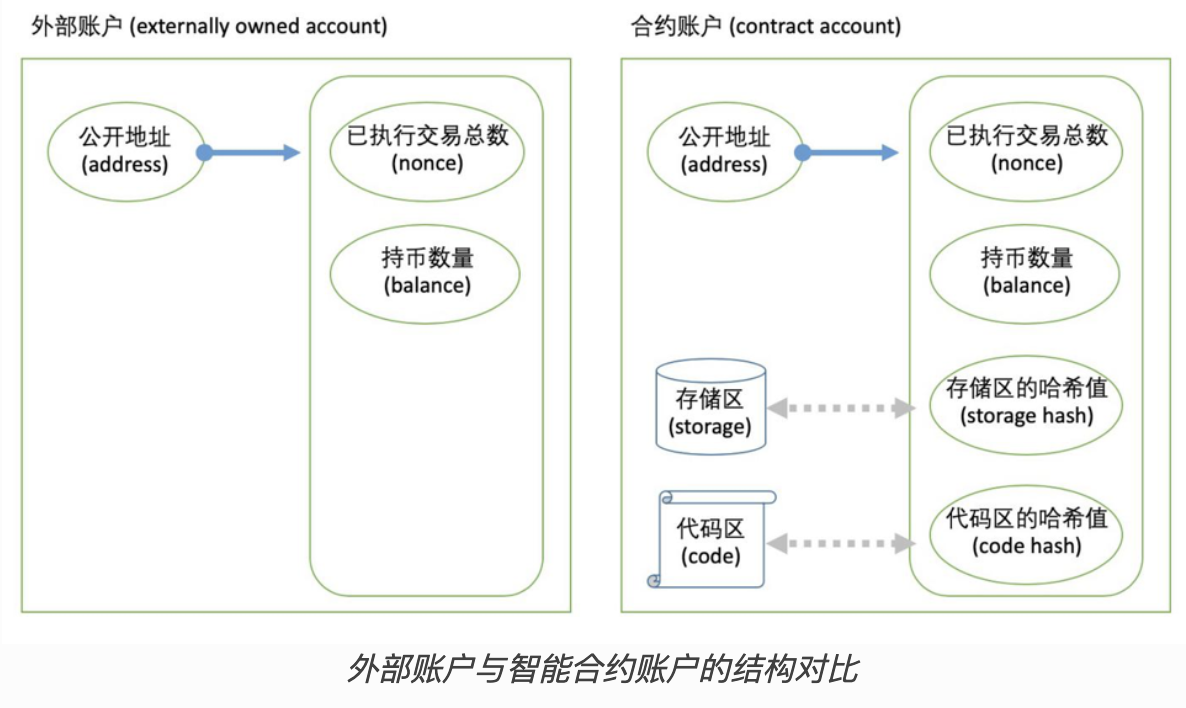 外部账户 (externally owned account)
公开地址
(address)
已执行交易总数
(nonce)
持币数量
(balance)
合约账户 (contract account)
公开地址
(address)
已执行交易总数
(nonce)
持币数量
(balance)
存储区
(storage)
存储区的哈希值
(storage hash)
代码区
(code)
代码区的哈希值
(code hash)
外部账户与智能合约账户的结构对比